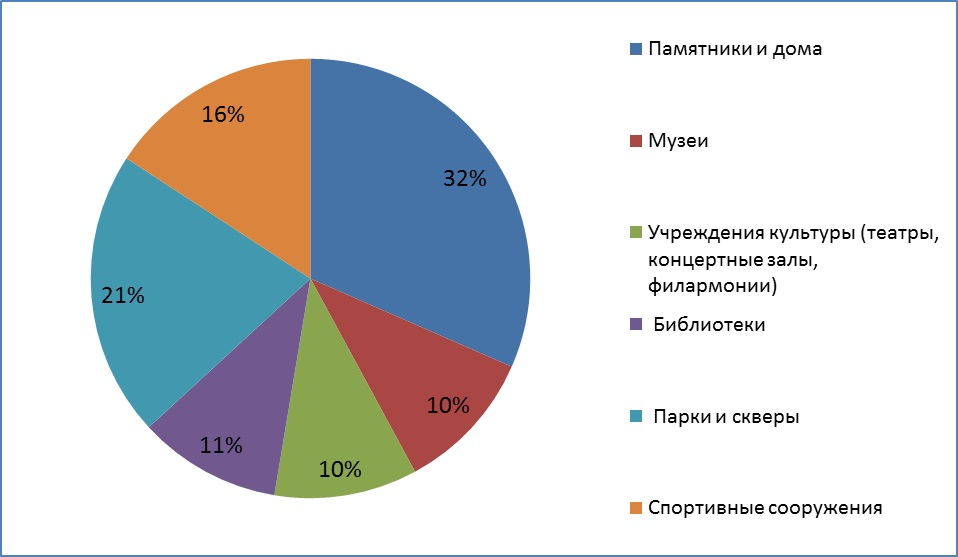 16%
32%
21%
10%
11%
10%
Памятники и дома
Музеи
Учреждения культуры (театры,
концертные залы,
филармонии)
Библиотеки
Парки и скверы
Спортивные сооружения